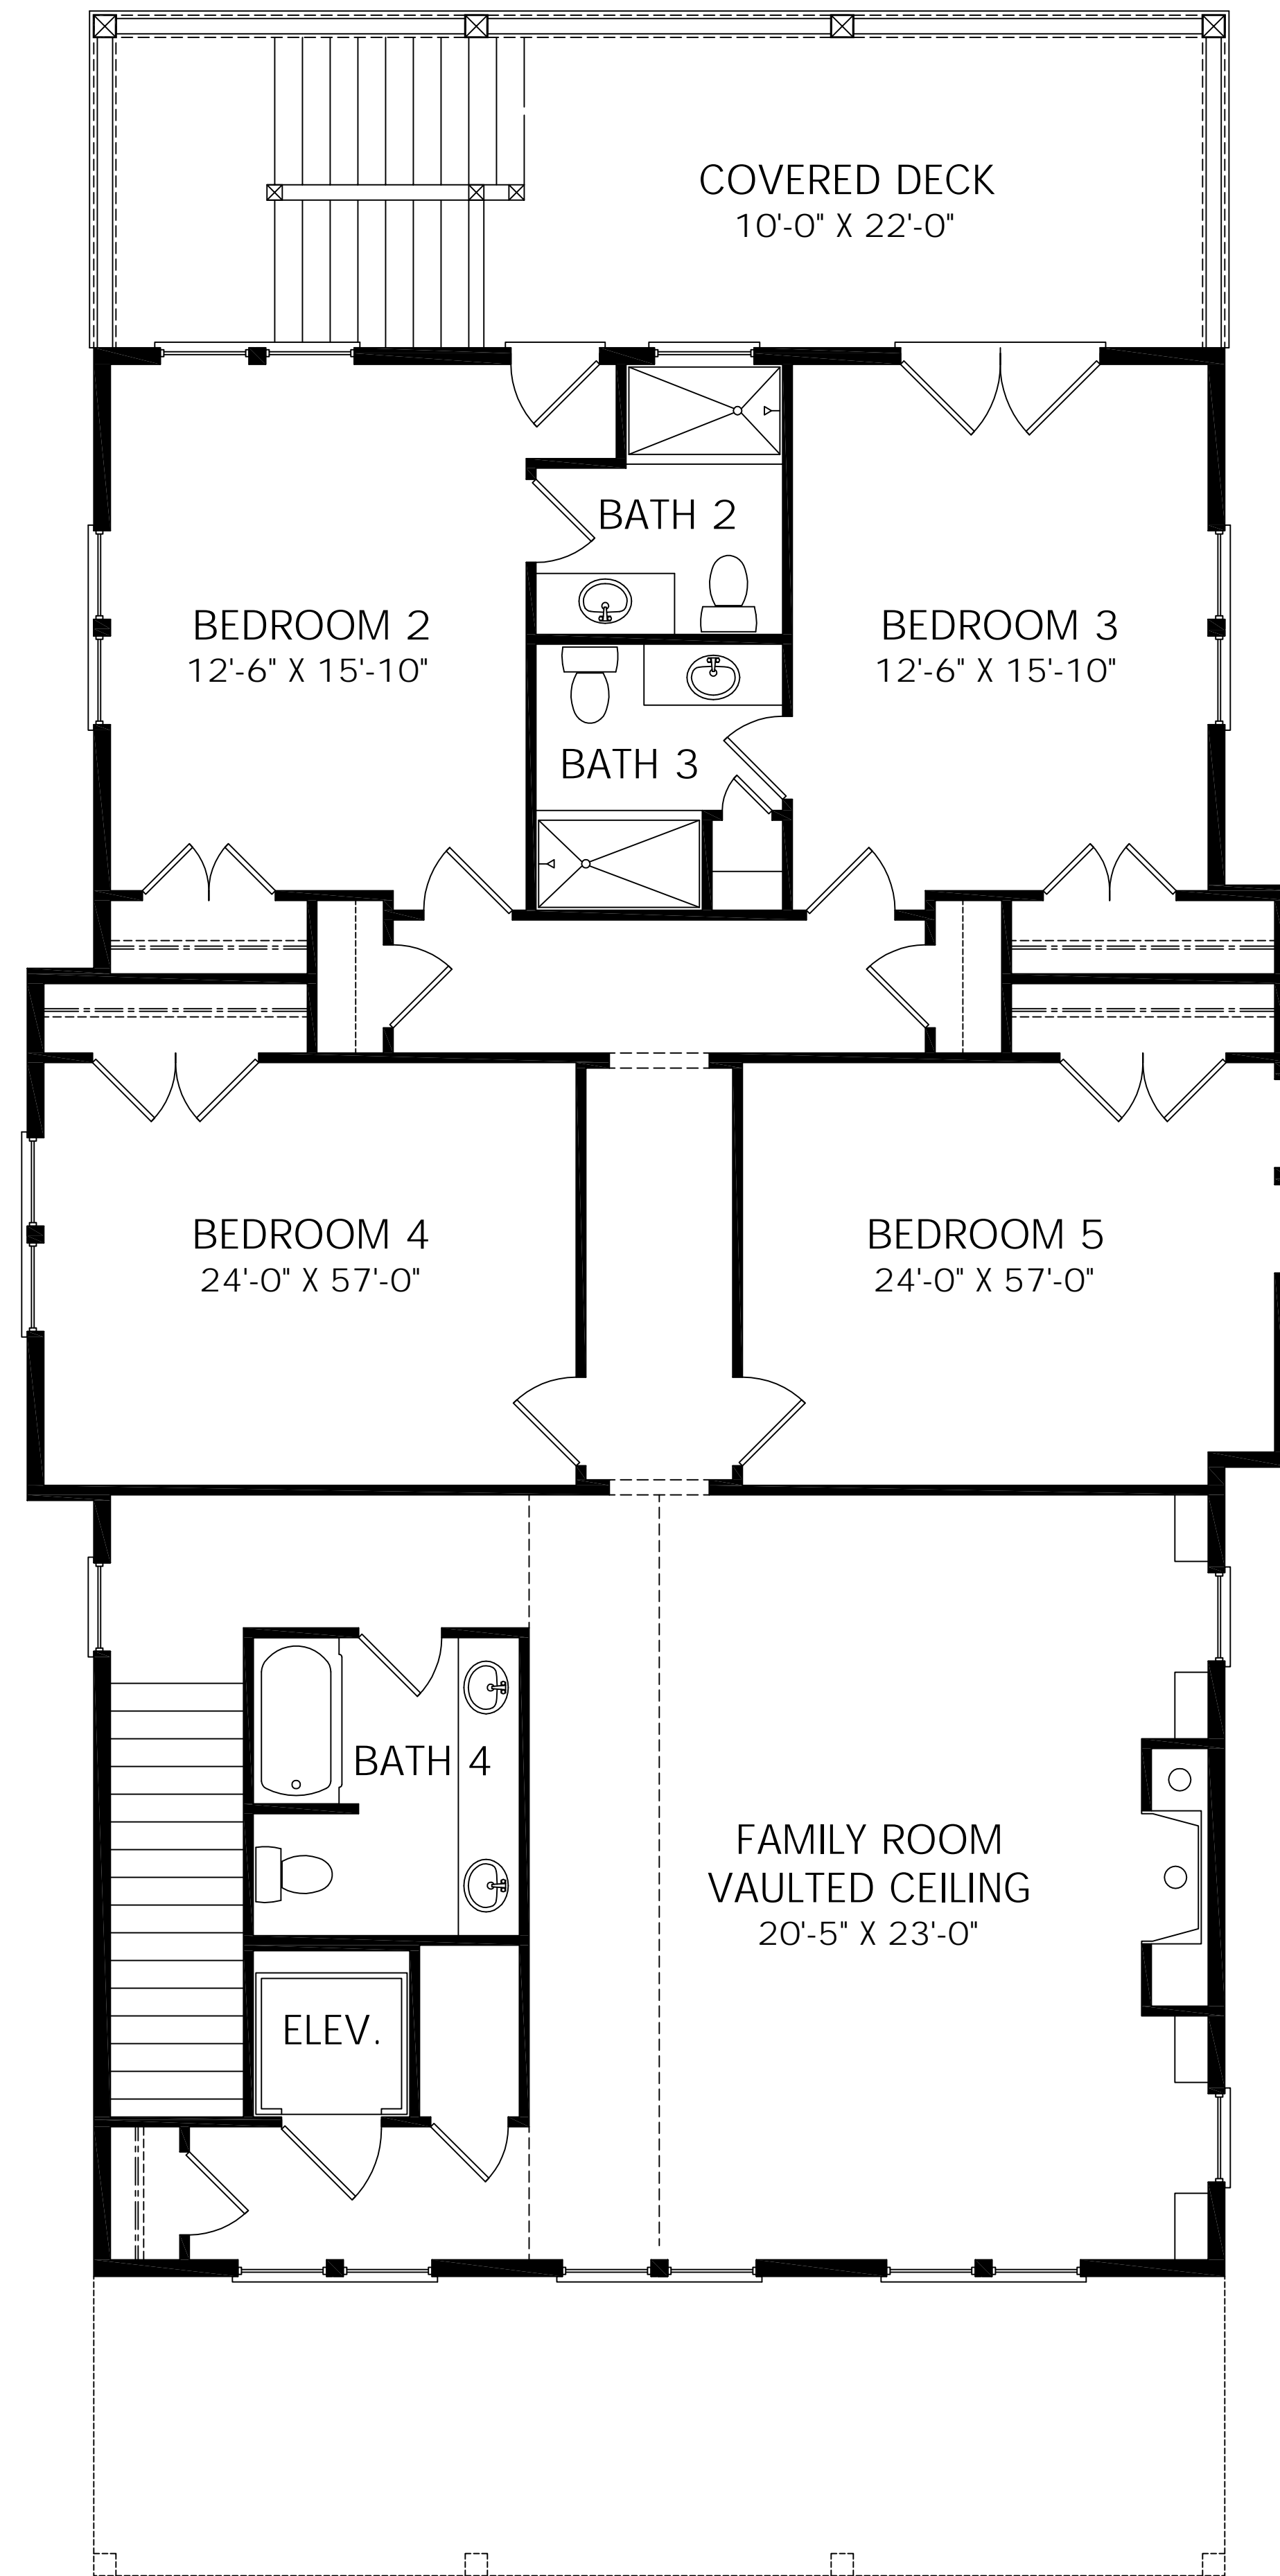 COVERED DECK
10'-0" X 22'-0"
BATH 2
BEDROOM 2
12'-6" X 15'-10"
BEDROOM 3
12'-6" X 15'-10"
BATH 3
BEDROOM 4
24'-0" X 57'-0"
BEDROOM 5
24'-0" X 57'-0"
BATH 4
FAMILY ROOM
VAULTED CEILING
20'-5" X 23'-0"
ELEV.